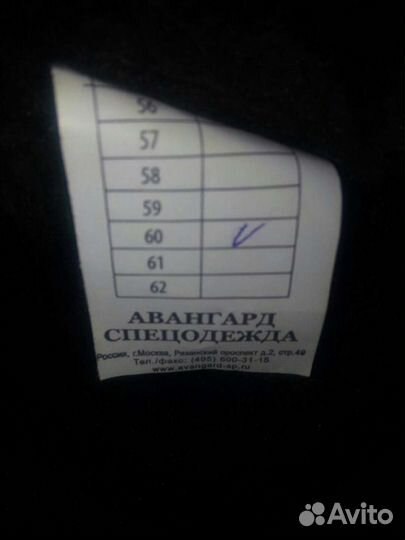 56
57
58
59
60 V
61
62
АВАНГАРД
СПЕЦОДЕЖДА
Россия, г.Москва, Рязанский проспект д.2, стр.49
Тел./факс: (495) 600-31-15
www.avangard-sp.ru
Avito